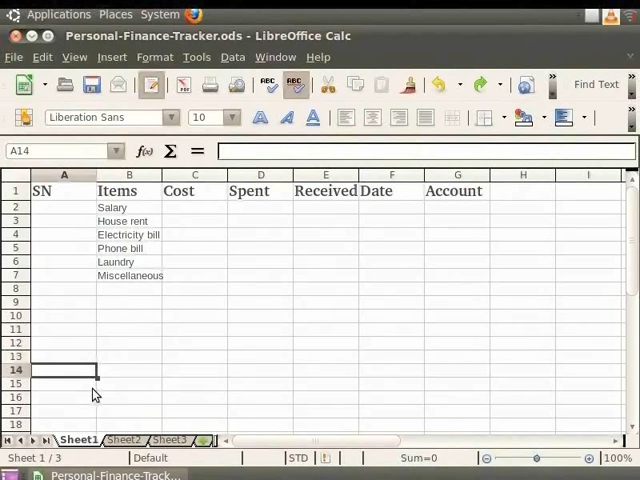 Applications Places System
Personal-Finance-Tracker.ods - LibreOffice Calc
File Edit View Insert Format Tools Data Window Help
ABC ABC Find Text
Liberation Sans 10 A A A
A14 f(x) Σ =
A B C D E F G H I
1 SN Items Cost Spent Received Date Account
2 Salary
3 House rent
4 Electricity bill
5 Phone bill
6 Laundry
7 Miscellaneous
8
9
10
11
12
13
14
15
16
17
18
Sheet1 Sheet2 Sheet3
Sheet 1 / 3 Default STD Sum=0 100%
Personal-Finance-Track...